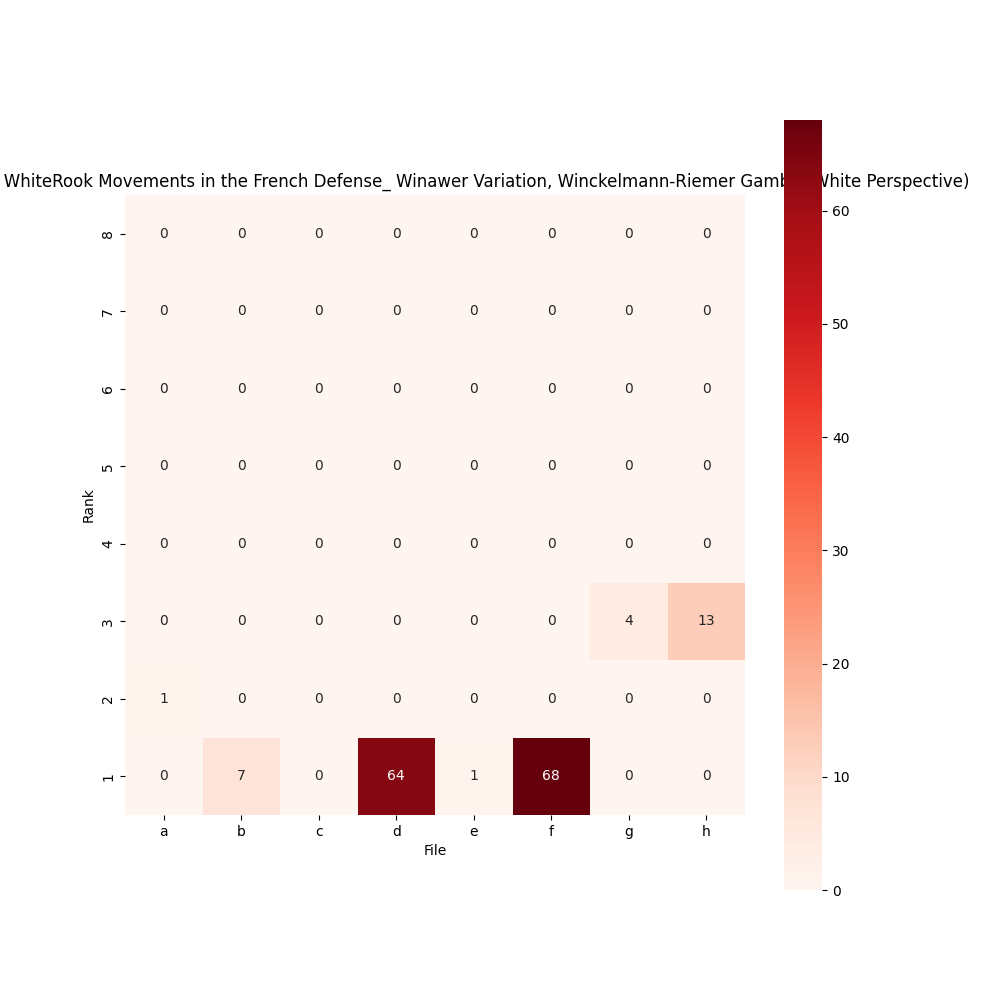 WhiteRook Movements in the French Defense_ Winawer Variation, Winckelmann-Riemer Gamb White Perspective)
60
8 0 0 0 0 0 0 0 0
7 0 0 0 0 0 0 0 0
50
6 0 0 0 0 0 0 0 0
40
5 0 0 0 0 0 0 0 0
Rank
4 0 0 0 0 0 0 0 0
30
3 0 0 0 0 0 0 4 13
20
2 1 0 0 0 0 0 0 0
1 0 7 0 64 1 68 0 0
10
a b c d e f g h
File
0